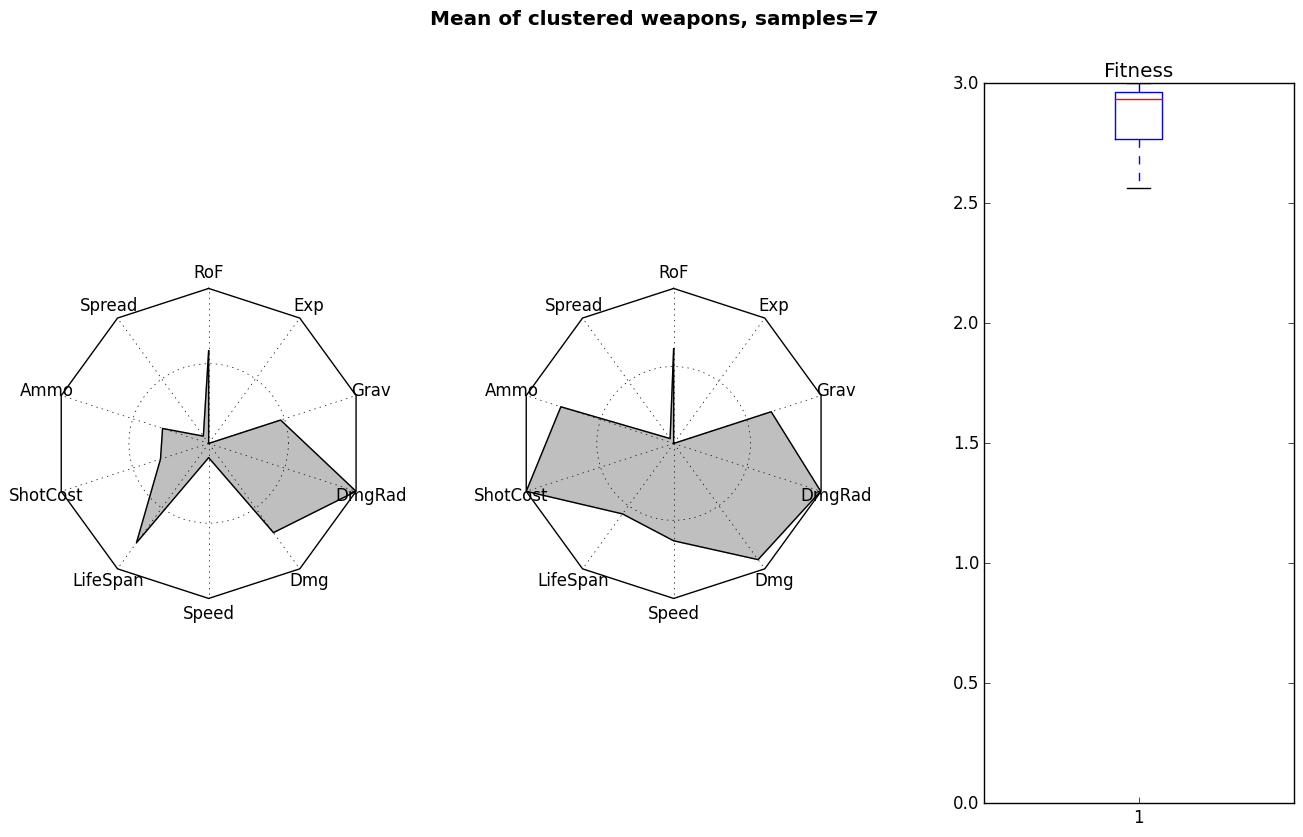 Mean of clustered weapons, samples=7
RoF
Exp
Spread
Grav
Ammo
DmgRad
ShotCost
Dmg
LifeSpan
Speed
RoF
Exp
Spread
Grav
Ammo
DmgRad
ShotCost
Dmg
LifeSpan
Speed
Fitness
3.0
2.5
2.0
1.5
1.0
0.5
0.0
1